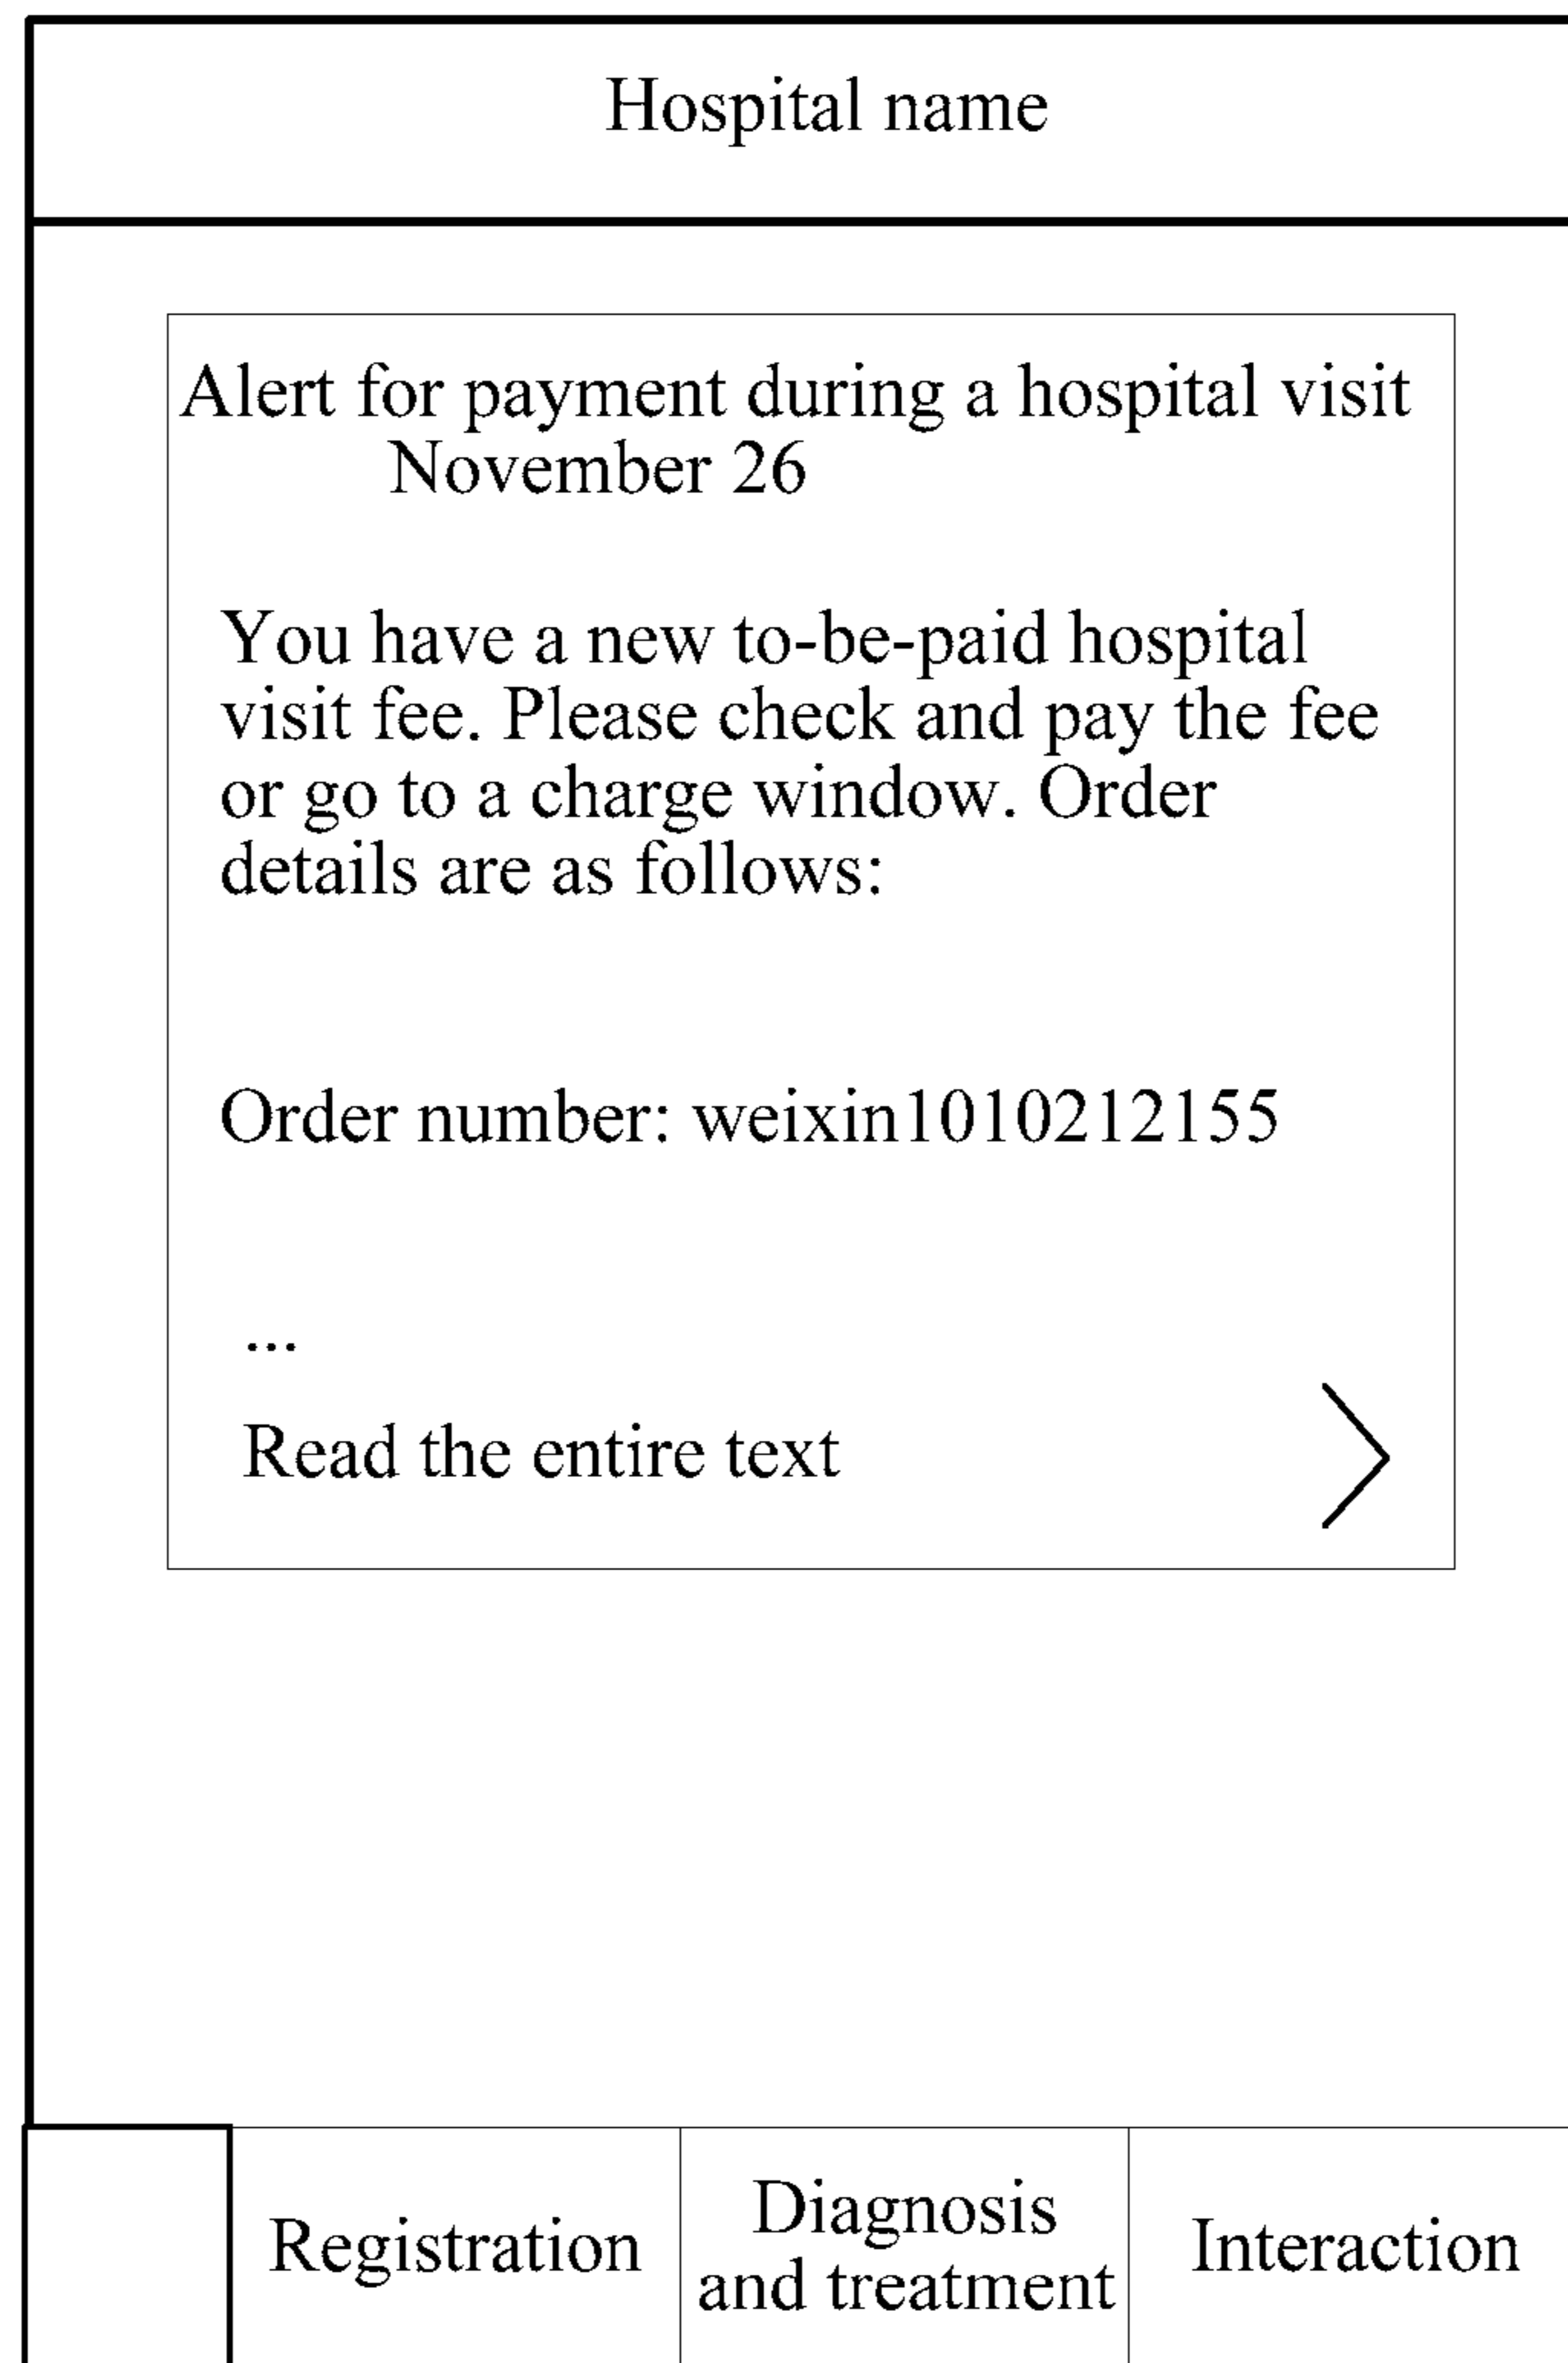 Hospital name
Alert for payment during a hospital visit
November 26
You have a new to-be-paid hospital
visit fee. Please check and pay the fee
or go to a charge window. Order
details are as follows:
Order number: weixin1010212155
...
Read the entire text
Registration
Diagnosis
and treatment
Interaction